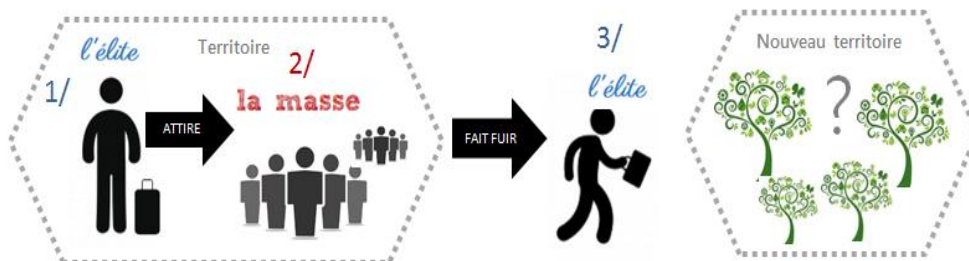 l'élite
Territoire
1/
2/
la masse
ATTIRE
FAIT FUIR
3/
l'élite
Nouveau territoire
?